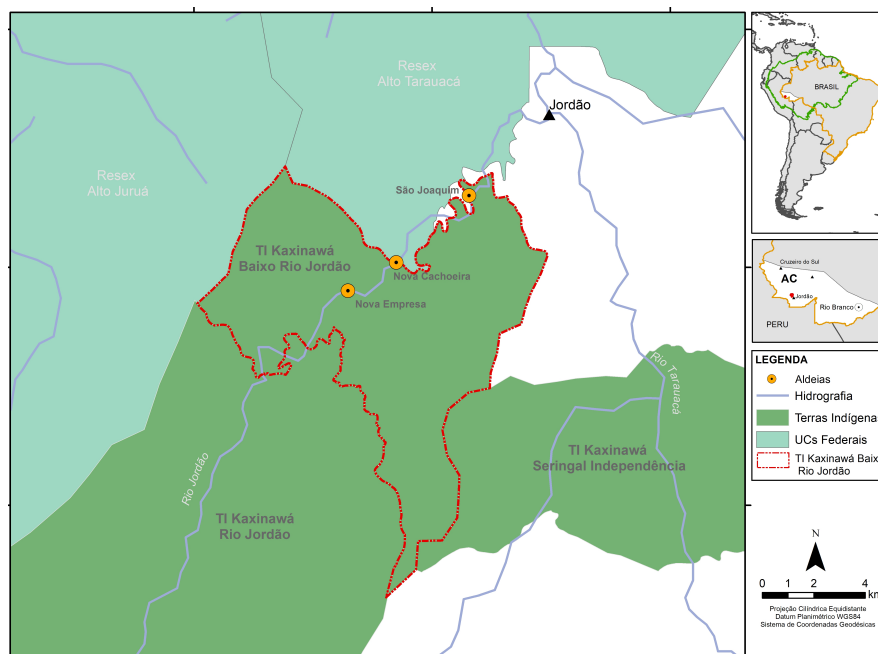 Resex
Alto Tarauacá
Jordão
Resex
Alto Juruá
São Joaquim
TI Kaxinawá
Baixo Rio Jordão
Nova Cachoeira
Nova Empresa
Rio Tarauacá
TI Kaxinawá
Seringal Independência
Rio Jordão
TI Kaxinawá
Rio Jordão
BRASIL
Cruzeiro do Sul
AC
Jordão
Rio Branco
PERU
LEGENDA
Aldeias
Hidrografia
Terras Indígena
UCs Federais
TI Kaxinawá Baix
Rio Jordão
N
0 1 2 4
km
Projeção Cilíndrica Equidistante
Datum Planimétrico WGS84
Sistema de Coordenadas Geodésicas